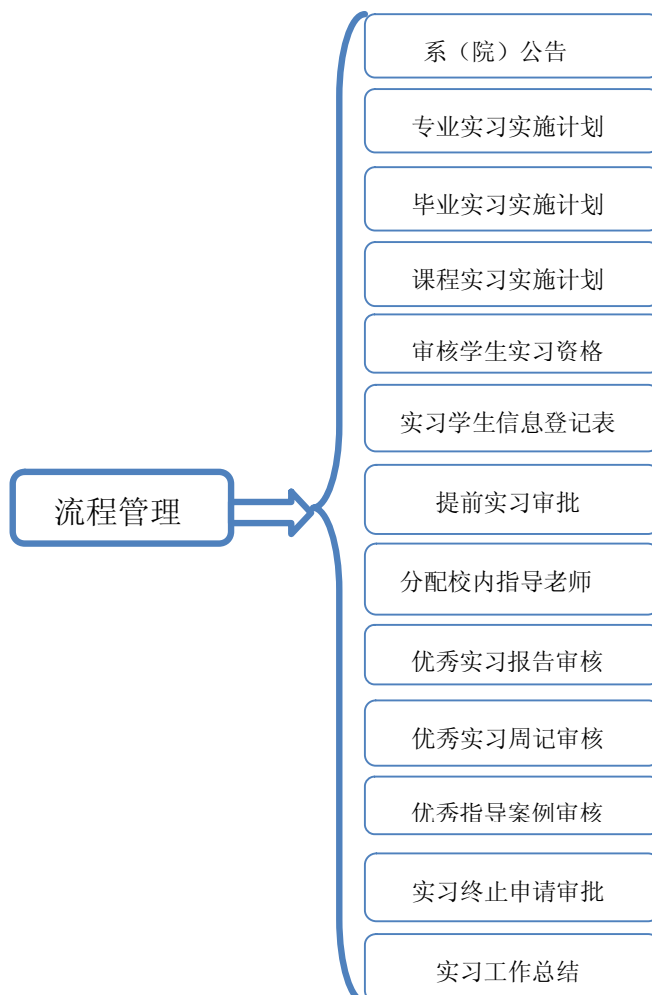 系（院）公告
专业实习实施计划
毕业实习实施计划
课程实习实施计划
审核学生实习资格
实习学生信息登记表
流程管理
提前实习审批
分配校内指导老师
优秀实习报告审核
优秀实习周记审核
优秀指导案例审核
实习终止申请审批
实习工作总结